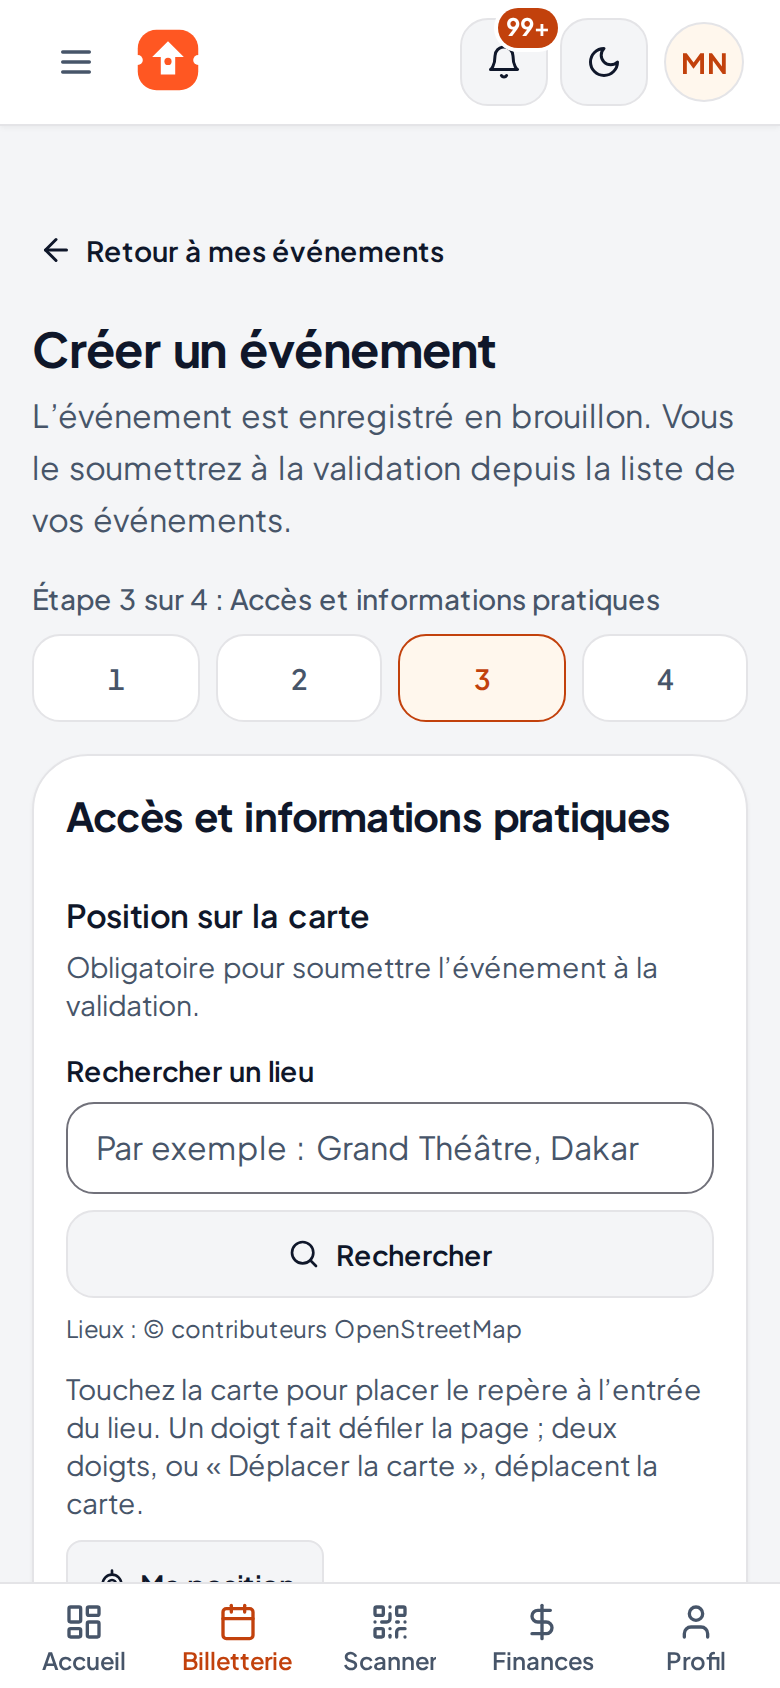 99+
MN
Retour à mes événements
Créer un événement
L’événement est enregistré en brouillon. Vous
le soumettrez à la validation depuis la liste de
vos événements.
Étape 3 sur 4 : Accès et informations pratiques
1
2
3
4
Accès et informations pratiques
Position sur la carte
Obligatoire pour soumettre l’événement à la
validation.
Rechercher un lieu
Par exemple : Grand Théâtre, Dakar
Rechercher
Lieux : © contributeurs OpenStreetMap
Touchez la carte pour placer le repère à l’entrée
du lieu. Un doigt fait défiler la page ; deux
doigts, ou « Déplacer la carte », déplacent la
carte.
Ma position
Accueil
Billetterie
Scanner
Finances
Profil